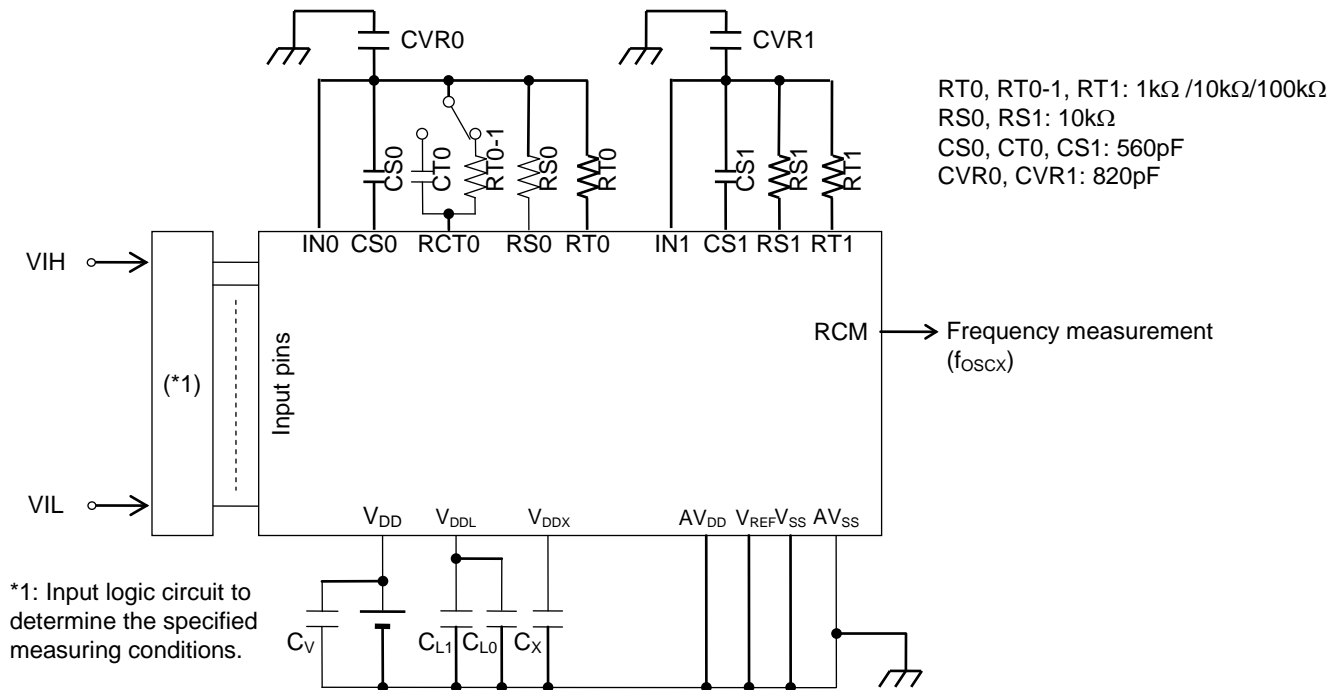 CVR0
CVR1
RT0, RT0-1, RT1: 1kΩ /10kΩ/100kΩ
RS0, RS1: 10kΩ
CS0, CT0, CS1: 560pF
CVR0, CVR1: 820pF
CS0
CT0
RT0-1
RS0
RT0
CS1
RS1
RT1
IN0 CS0 RCT0 RS0 RT0 IN1 CS1 RS1 RT1
VIH
(*1)
Input pins
RCM
Frequency measurement
(fOSCX)
VIL
VDD VDDL VDDX AVDD VREF VSS AVSS
*1: Input logic circuit to
determine the specified
measuring conditions.
CV CL1 CL0 CX